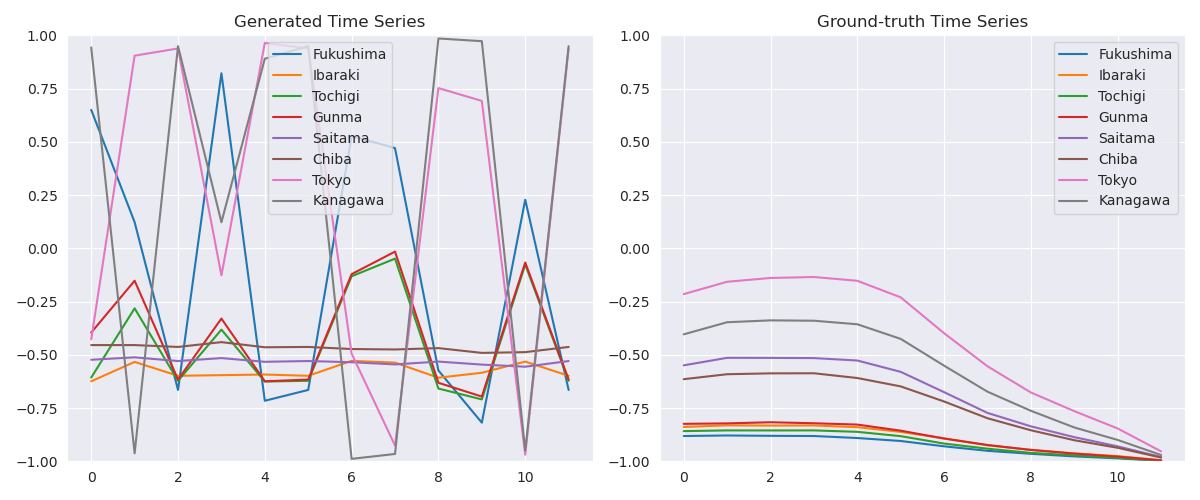 Generated Time Series
1.00
0.75
0.50
0.25
0.00
−0.25
−0.50
−0.75
−1.00
0 2 4 6 8 10
Fukushima
Ibaraki
Tochigi
Gunma
Saitama
Chiba
Tokyo
Kanagawa
Ground-truth Time Series
1.00
0.75
0.50
0.25
0.00
−0.25
−0.50
−0.75
−1.00
0 2 4 6 8 10
Fukushima
Ibaraki
Tochigi
Gunma
Saitama
Chiba
Tokyo
Kanagawa